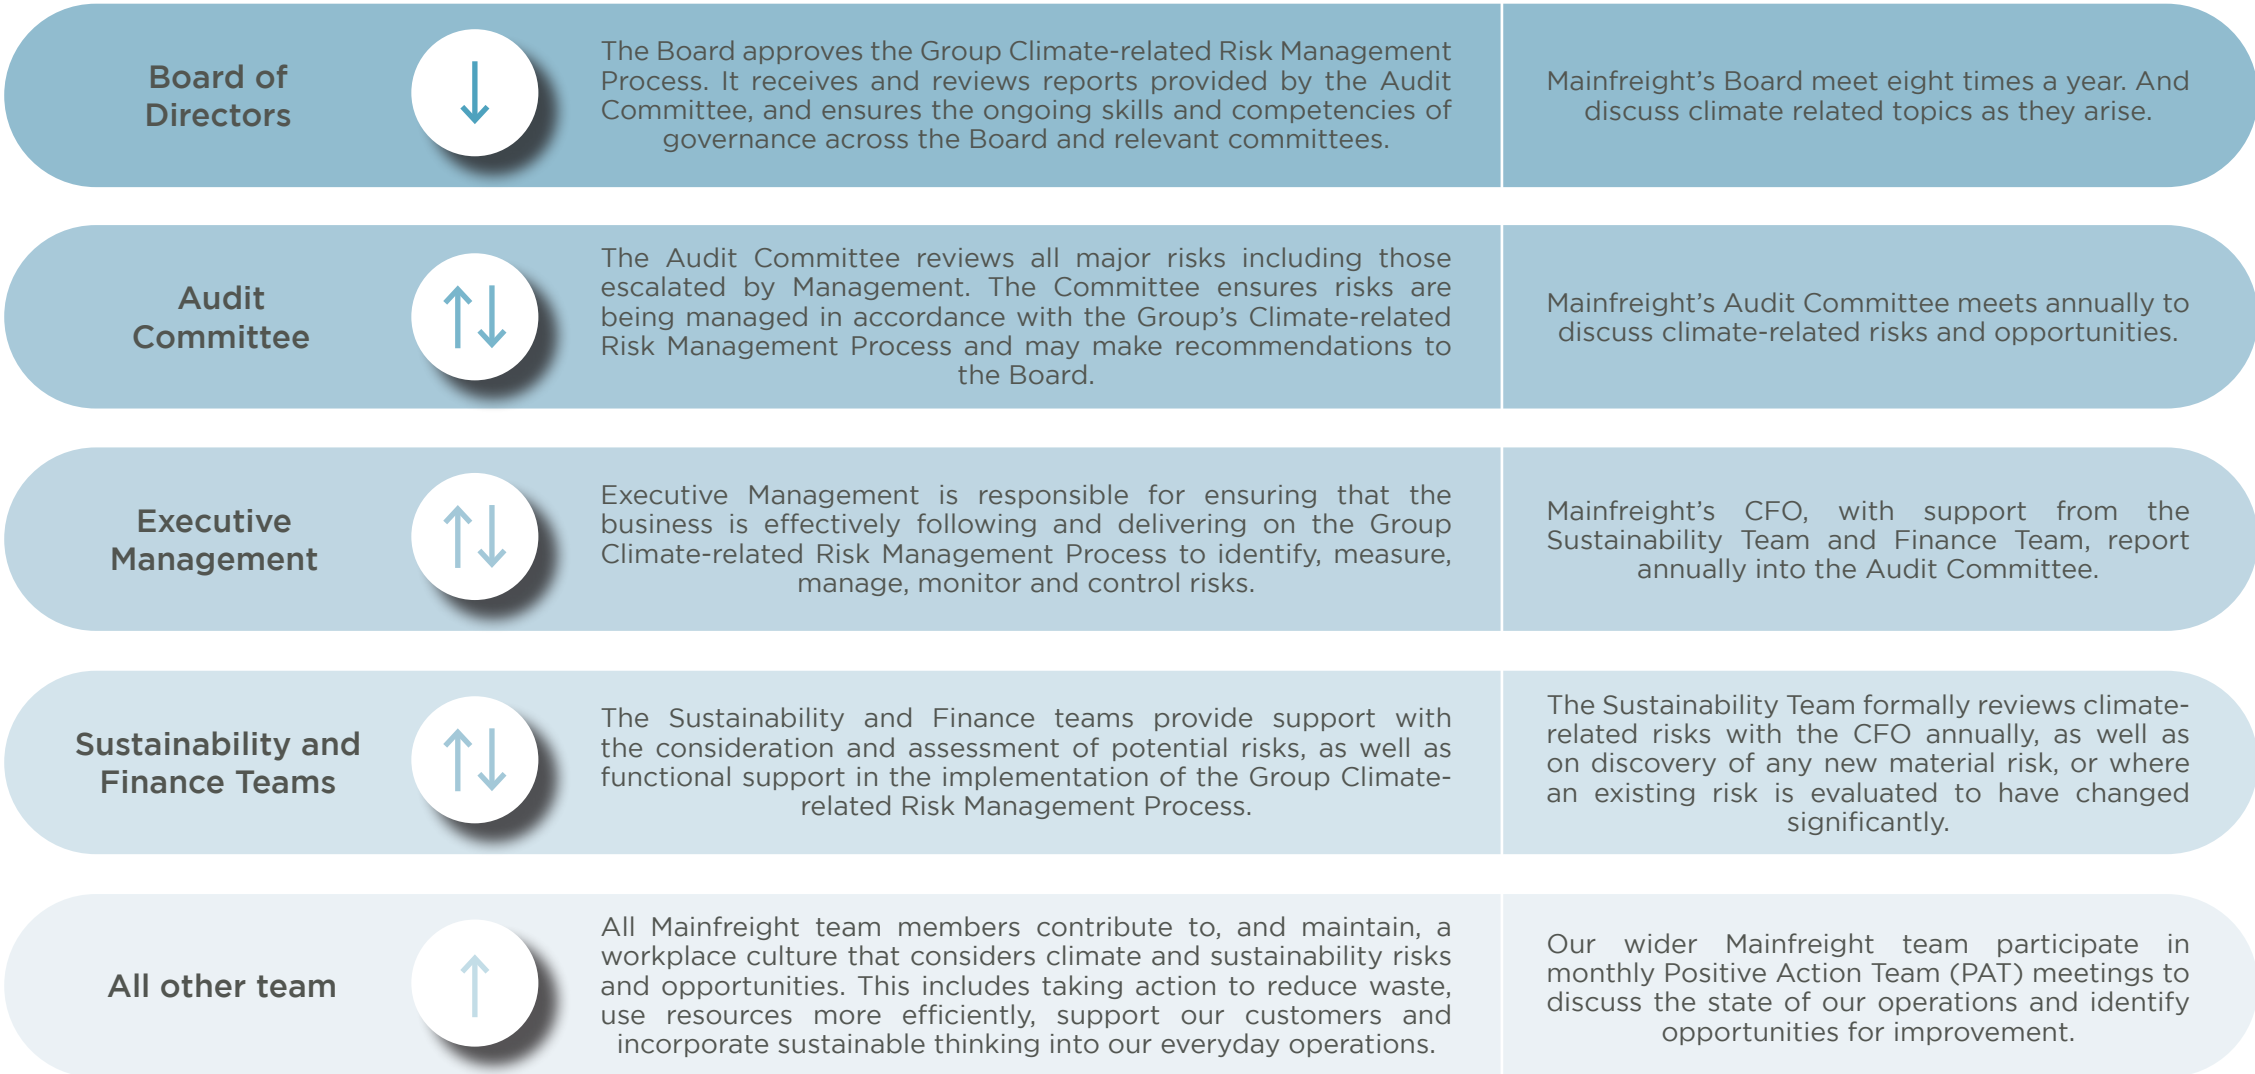 Board of
Directors
The Board approves the Group Climate-related Risk Management
Process. It receives and reviews reports provided by the Audit
Committee, and ensures the ongoing skills and competencies of
governance across the Board and relevant committees.
Mainfreight's Board meet eight times a year. And
discuss climate related topics as they arise.
Audit
Committee
The Audit Committee reviews all major risks including those
escalated by Management. The Committee ensures risks are
being managed in accordance with the Group's Climate-related
Risk Management Process and may make recommendations to
the Board.
Mainfreight's Audit Committee meets annually to
discuss climate-related risks and opportunities.
Executive
Management
Executive Management is responsible for ensuring that the
business is effectively following and delivering on the Group
Climate-related Risk Management Process to identify, measure,
manage, monitor and control risks.
Mainfreight's CFO, with support from the
Sustainability Team and Finance Team, report
annually into the Audit Committee.
Sustainability and
Finance Teams
The Sustainability and Finance teams provide support with
the consideration and assessment of potential risks, as well as
functional support in the implementation of the Group Climate-
related Risk Management Process.
The Sustainability Team formally reviews climate-
related risks with the CFO annually, as well as
on discovery of any new material risk, or where
an existing risk is evaluated to have changed
significantly.
All other team
All Mainfreight team members contribute to, and maintain, a
workplace culture that considers climate and sustainability risks
and opportunities. This includes taking action to reduce waste,
use resources more efficiently, support our customers and
incorporate sustainable thinking into our everyday operations.
Our wider Mainfreight team participate in
monthly Positive Action Team (PAT) meetings to
discuss the state of our operations and identify
opportunities for improvement.